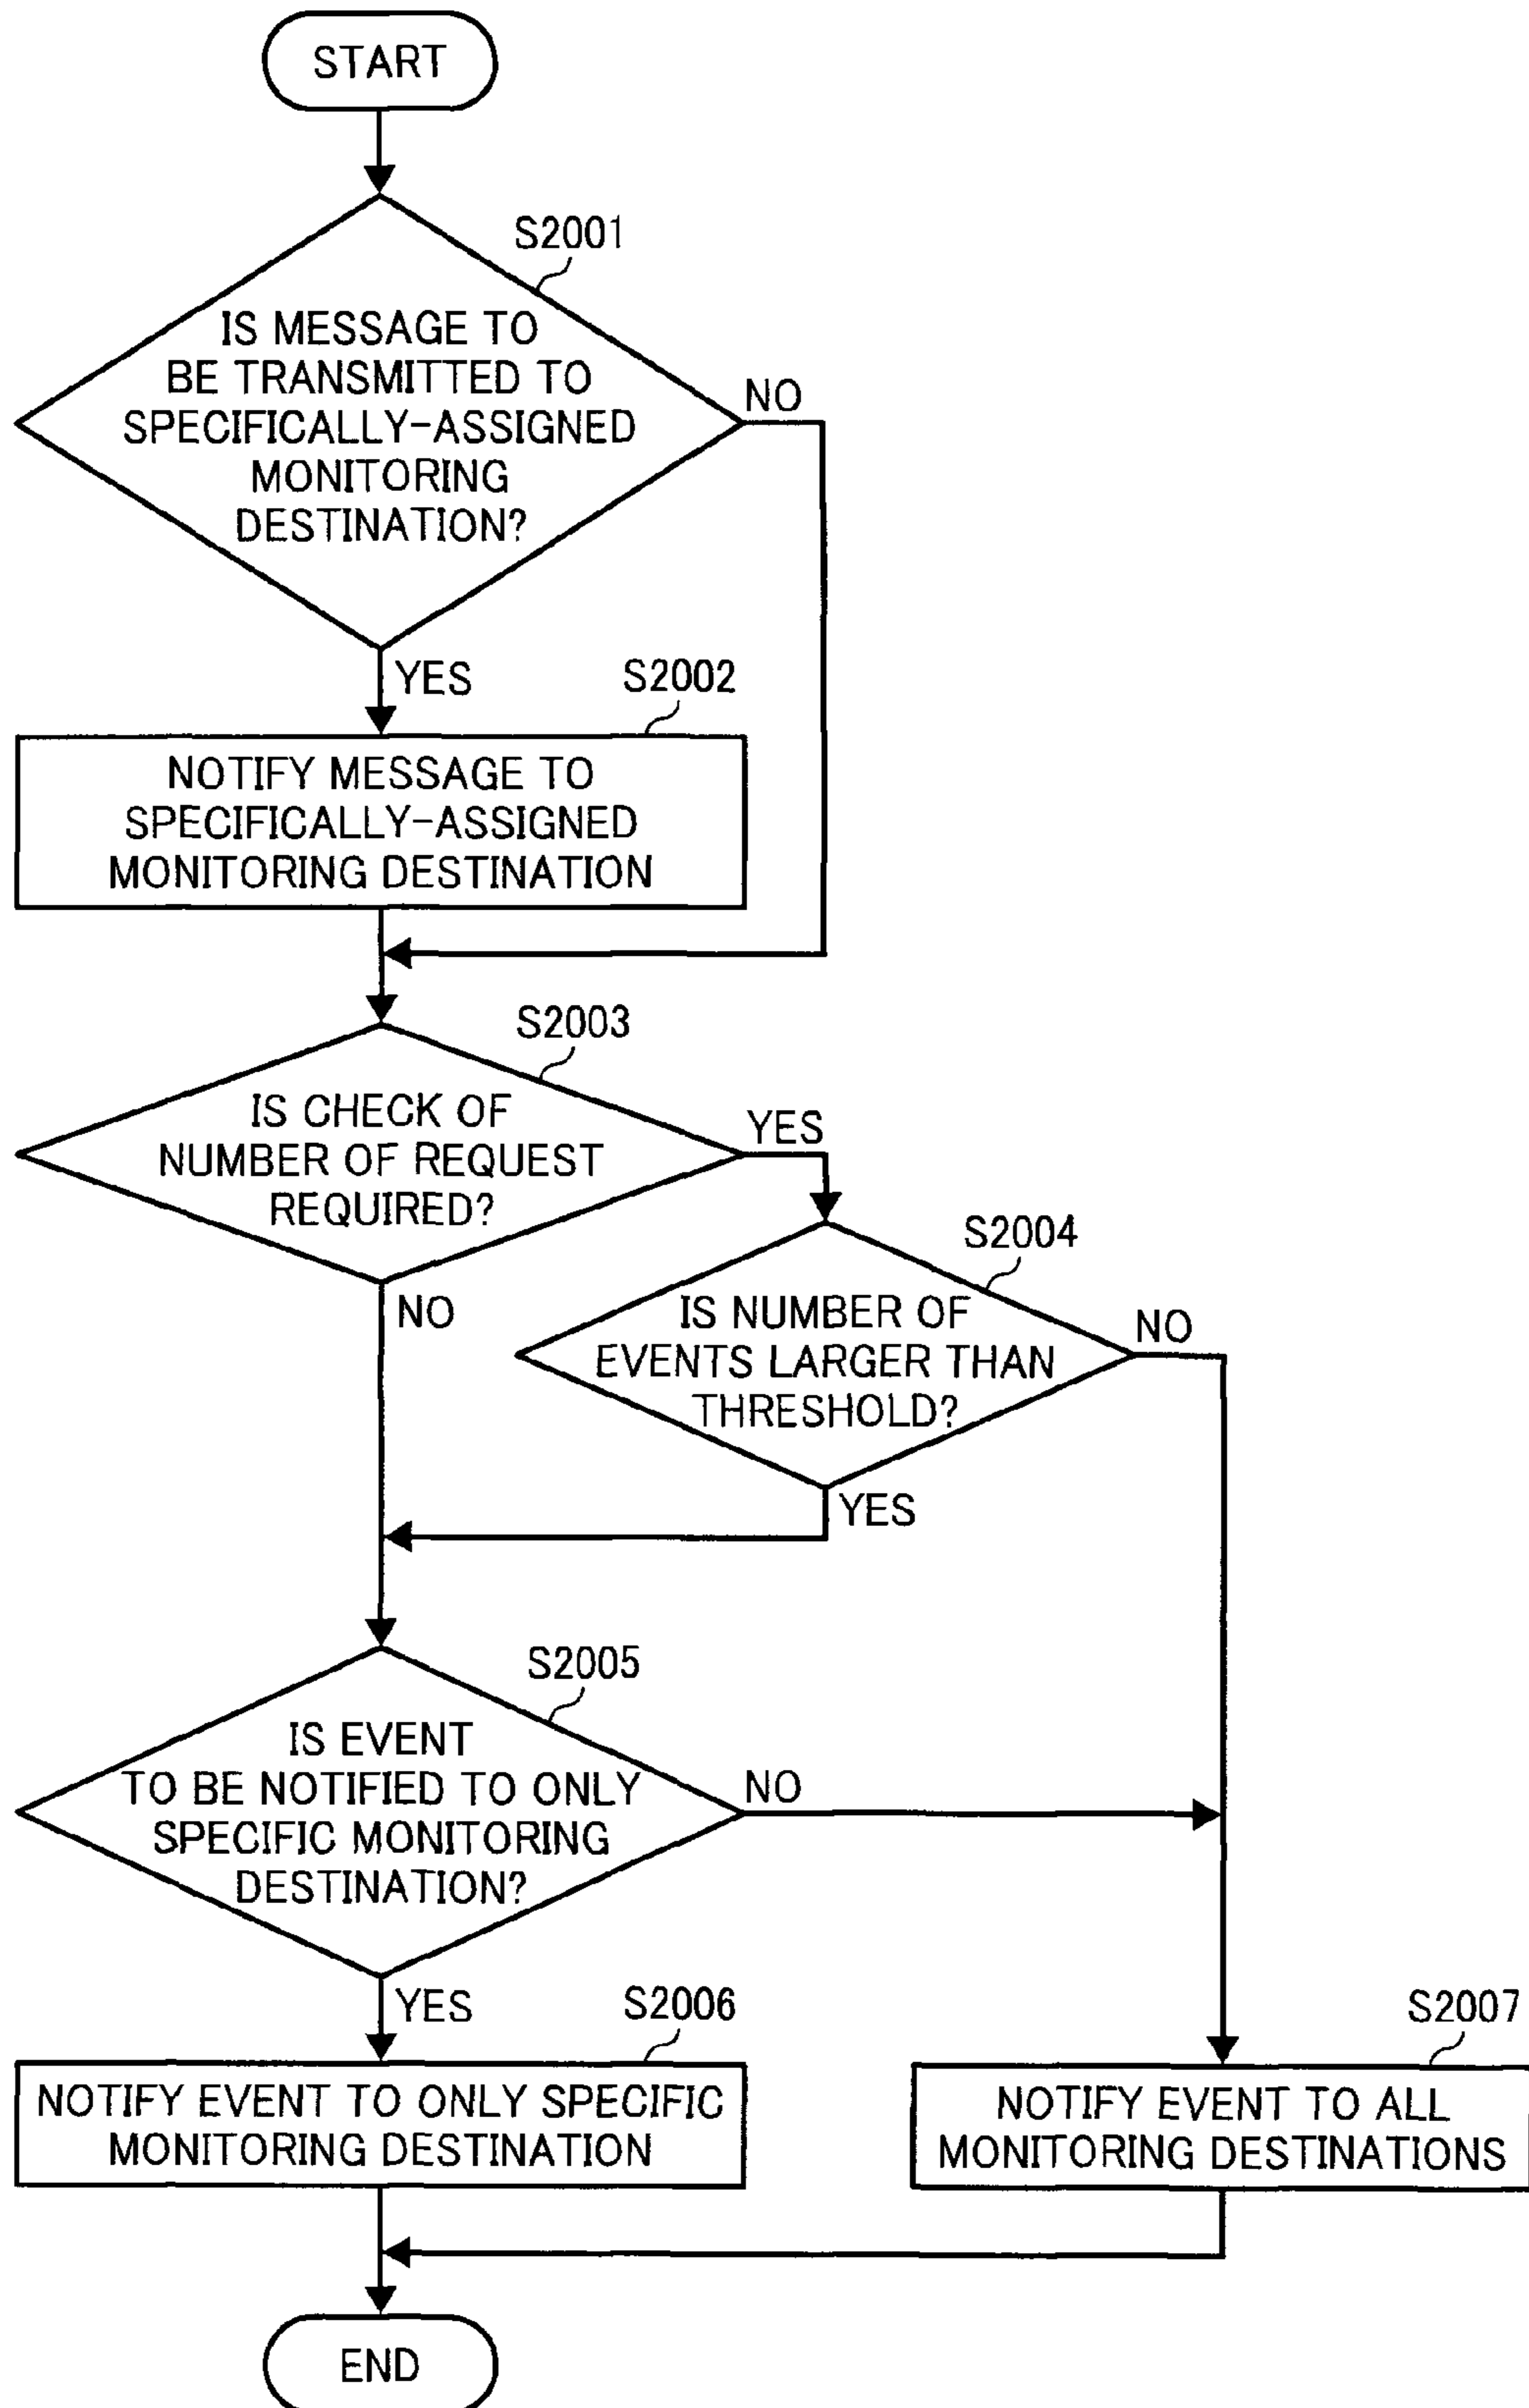 START
S2001
IS MESSAGE TO
BE TRANSMITTED TO
SPECIFICALLY-ASSIGNED
MONITORING
DESTINATION?
NO
YES
S2002
NOTIFY MESSAGE TO
SPECIFICALLY-ASSIGNED
MONITORING DESTINATION
S2003
IS CHECK OF
NUMBER OF REQUEST
REQUIRED?
YES
NO
S2004
IS NUMBER OF
EVENTS LARGER THAN
THRESHOLD?
NO
YES
S2005
IS EVENT
TO BE NOTIFIED TO ONLY
SPECIFIC MONITORING
DESTINATION?
NO
YES
S2006
NOTIFY EVENT TO ONLY SPECIFIC
MONITORING DESTINATION
S2007
NOTIFY EVENT TO ALL
MONITORING DESTINATIONS
END